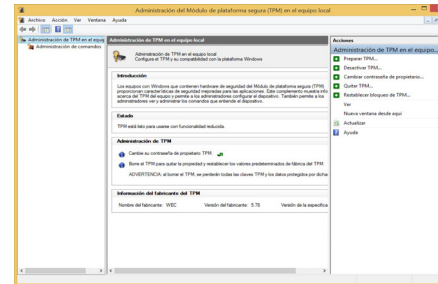 Administración del Módulo de plataforma segura (TPM) en el equipo local
Archivo Acción Ver Ventana Ayuda
Administración de TPM en el equip
Administración de comandos
Administración de TPM en el equipo local
Administración de TPM en el equipo local
Configure el TPM y su compatibilidad con la plataforma Windows
Introducción
Los equipos con Windows que contienen hardware de seguridad del Módulo de plataforma segura (TPM)
proporcionan características de seguridad mejoradas para las aplicaciones. Este complemento muestra info
acerca del TPM del equipo y permite a los administradores configurar el dispositivo. También permite a los
administradores ver y administrar los comandos que entiende el dispositivo.
Estado
TPM está listo para usarse con funcionalidad reducida.
Administración de TPM
Cambie su contraseña de propietario TPM.
Borre el TPM para quitar la propiedad y restablecer los valores predeterminados de fábrica del TPM.
ADVERTENCIA: al borrar el TPM, se perderán todas las claves TPM y los datos protegidos por dicha
Información del fabricante del TPM
Nombre del fabricante: WEC Versión del fabricante: 5.78 Versión de la especifica
Acciones
Administración de TPM en el equipo...
Preparar TPM...
Desactivar TPM...
Cambiar contraseña de propietario...
Quitar TPM...
Restablecer bloqueo de TPM...
Ver
Nueva ventana desde aquí
Actualizar
Ayuda